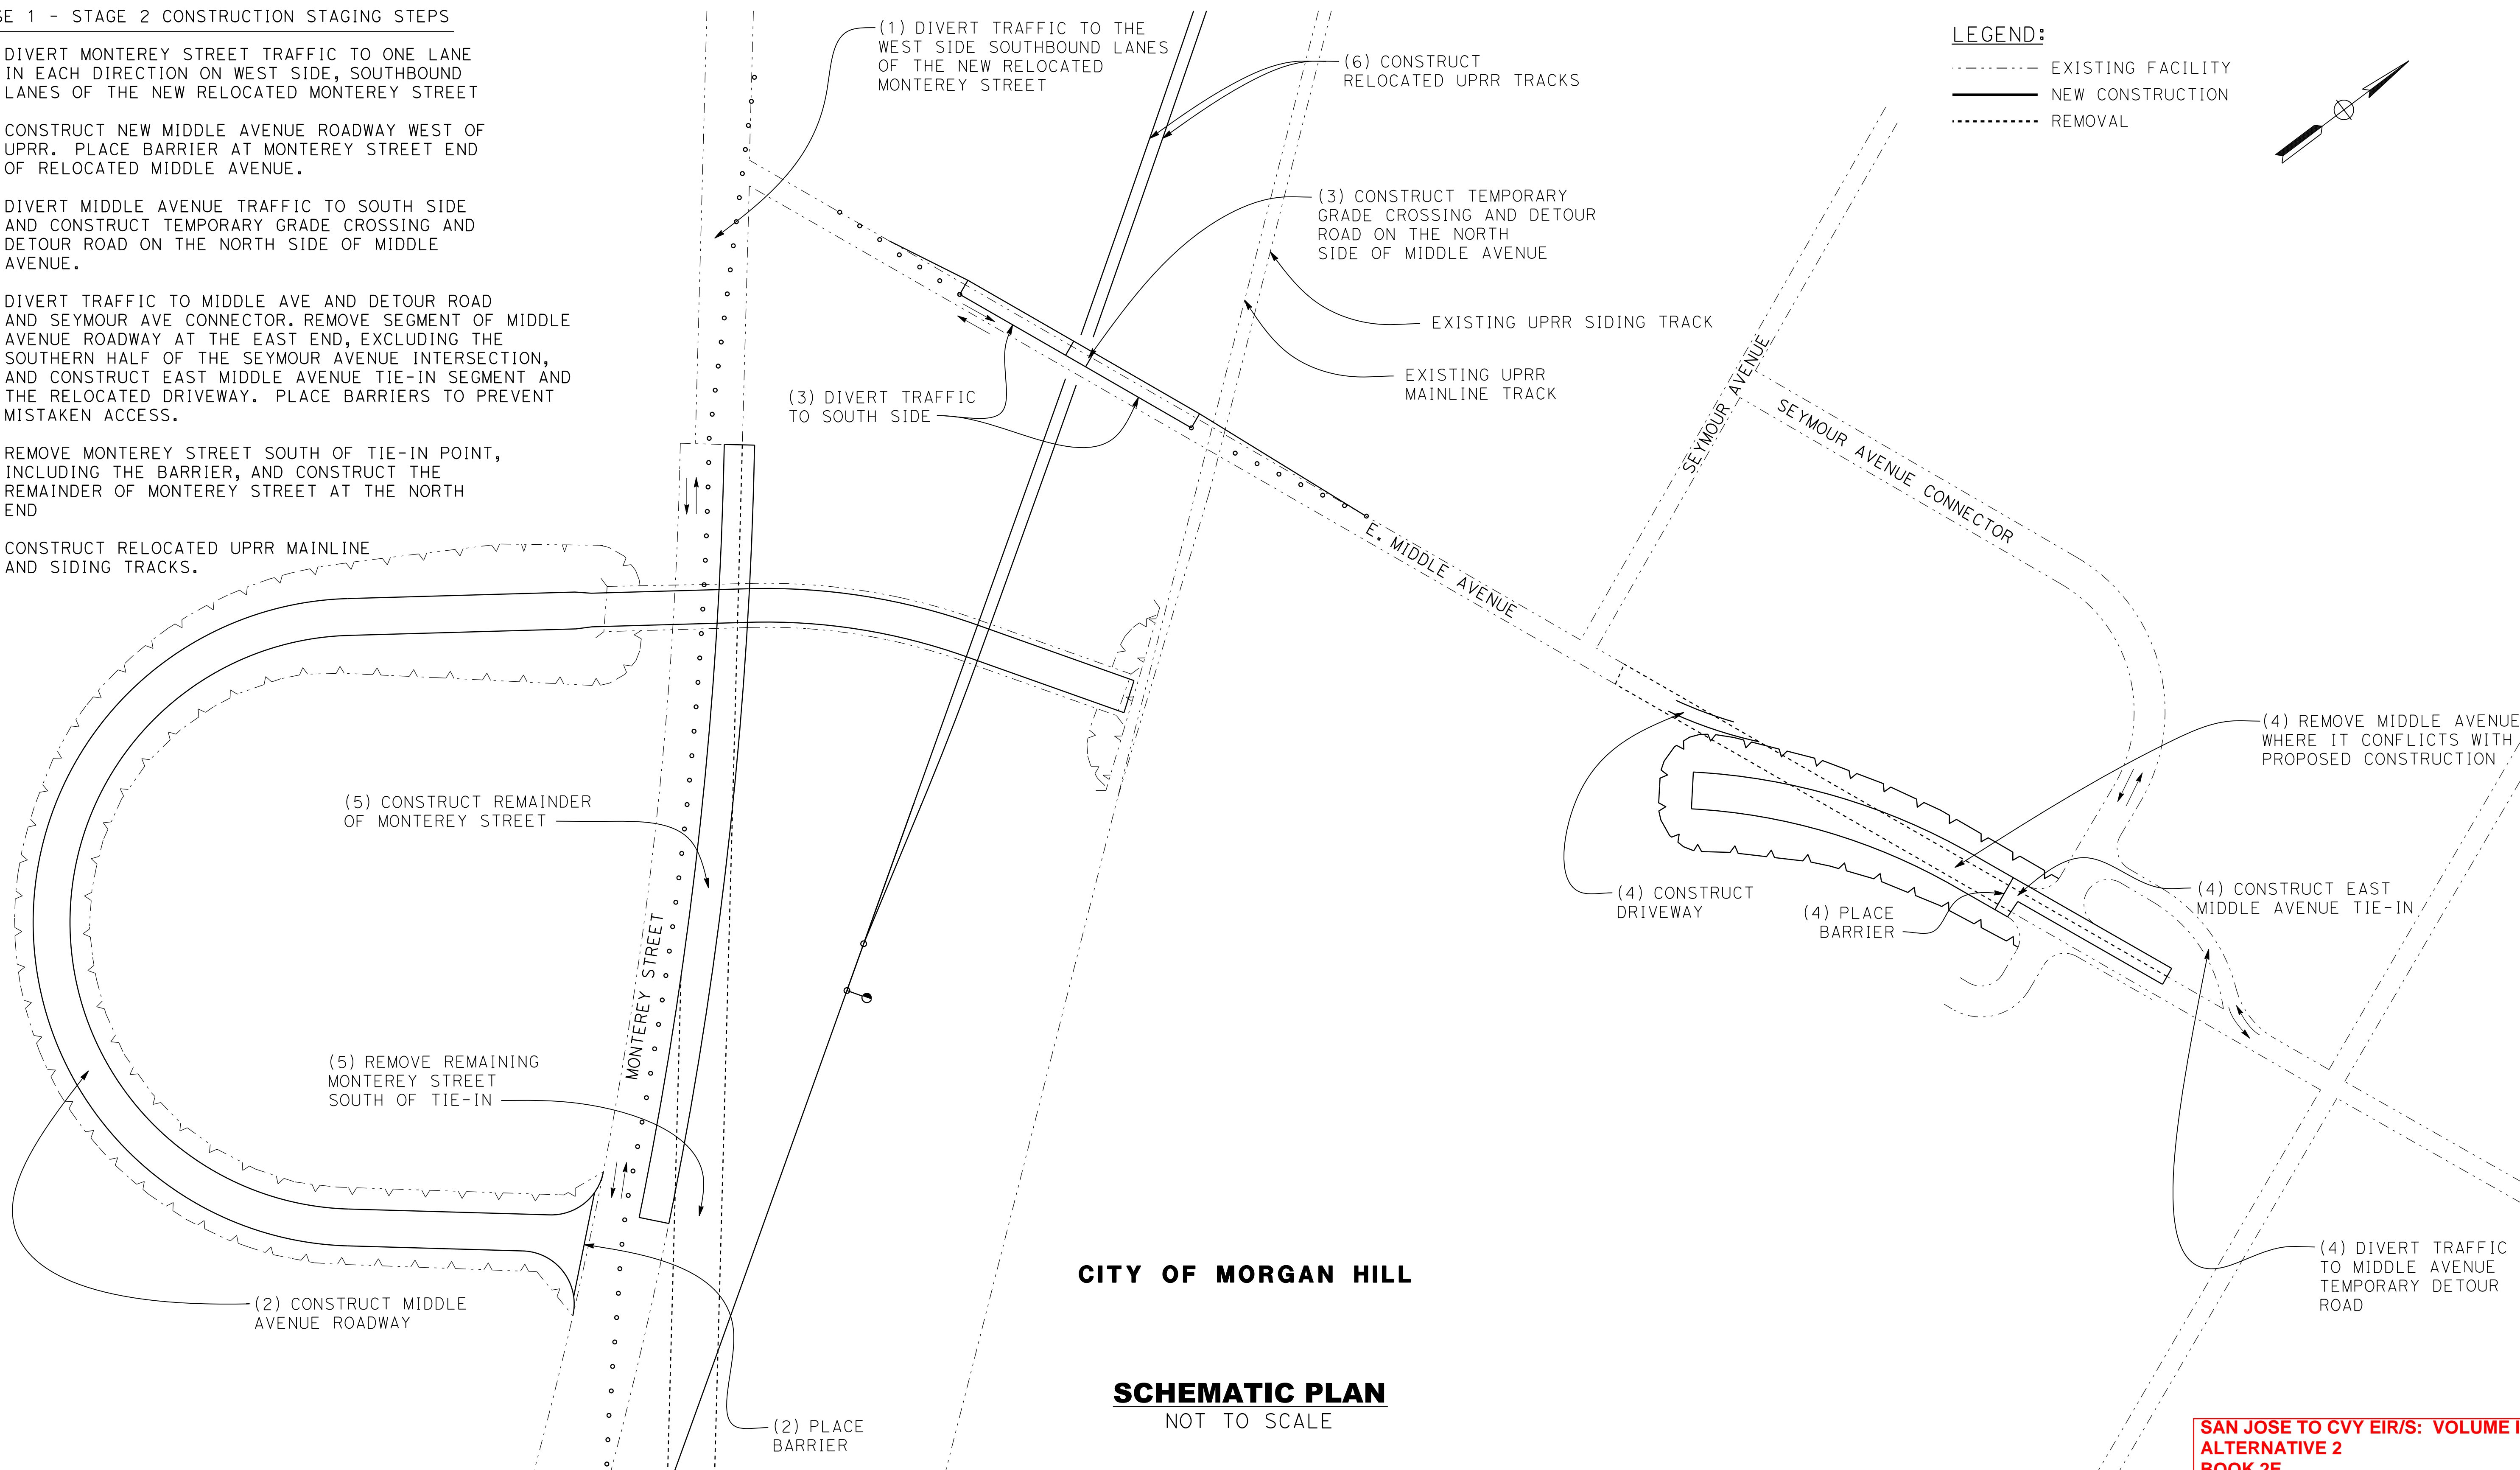 SE 1 - STAGE 2 CONSTRUCTION STAGING STEPS
DIVERT MONTEREY STREET TRAFFIC TO ONE LANE
IN EACH DIRECTION ON WEST SIDE, SOUTHBOUND
LANES OF THE NEW RELOCATED MONTEREY STREET
CONSTRUCT NEW MIDDLE AVENUE ROADWAY WEST OF
UPRR. PLACE BARRIER AT MONTEREY STREET END
OF RELOCATED MIDDLE AVENUE.
DIVERT MIDDLE AVENUE TRAFFIC TO SOUTH SIDE
AND CONSTRUCT TEMPORARY GRADE CROSSING AND
DETOUR ROAD ON THE NORTH SIDE OF MIDDLE
AVENUE.
DIVERT TRAFFIC TO MIDDLE AVE AND DETOUR ROAD
AND SEYMOUR AVE CONNECTOR. REMOVE SEGMENT OF MIDDLE
AVENUE ROADWAY AT THE EAST END, EXCLUDING THE
SOUTHERN HALF OF THE SEYMOUR AVENUE INTERSECTION,
AND CONSTRUCT EAST MIDDLE AVENUE TIE-IN SEGMENT AND
THE RELOCATED DRIVEWAY. PLACE BARRIERS TO PREVENT
MISTAKEN ACCESS.
REMOVE MONTEREY STREET SOUTH OF TIE-IN POINT,
INCLUDING THE BARRIER, AND CONSTRUCT THE
REMAINDER OF MONTEREY STREET AT THE NORTH
END
CONSTRUCT RELOCATED UPRR MAINLINE
AND SIDING TRACKS.
(1) DIVERT TRAFFIC TO THE
WEST SIDE SOUTHBOUND LANES
OF THE NEW RELOCATED
MONTEREY STREET
(6) CONSTRUCT
RELOCATED UPRR TRACKS
LEGEND:
EXISTING FACILITY
NEW CONSTRUCTION
REMOVAL
(3) CONSTRUCT TEMPORARY
GRADE CROSSING AND DETOUR
ROAD ON THE NORTH
SIDE OF MIDDLE AVENUE
EXISTING UPRR SIDING TRACK
EXISTING UPRR
MAINLINE TRACK
(3) DIVERT TRAFFIC
TO SOUTH SIDE
SEYMOUR AVENUE
SEYMOUR AVENUE CONNECTOR
E. MIDDLE AVENUE
(4) REMOVE MIDDLE AVENUE
WHERE IT CONFLICTS WITH
PROPOSED CONSTRUCTION
(5) CONSTRUCT REMAINDER
OF MONTEREY STREET
(4) CONSTRUCT
DRIVEWAY
(4) PLACE
BARRIER
(4) CONSTRUCT EAST
MIDDLE AVENUE TIE-IN
MONTEREY STREET
(5) REMOVE REMAINING
MONTEREY STREET
SOUTH OF TIE-IN
(4) DIVERT TRAFFIC
TO MIDDLE AVENUE
TEMPORARY DETOUR
ROAD
(2) CONSTRUCT MIDDLE
AVENUE ROADWAY
CITY OF MORGAN HILL
(2) PLACE
BARRIER
SCHEMATIC PLAN
NOT TO SCALE
SAN JOSE TO CVY EIR/S: VOLUME I
ALTERNATIVE 2
BOOK 2E